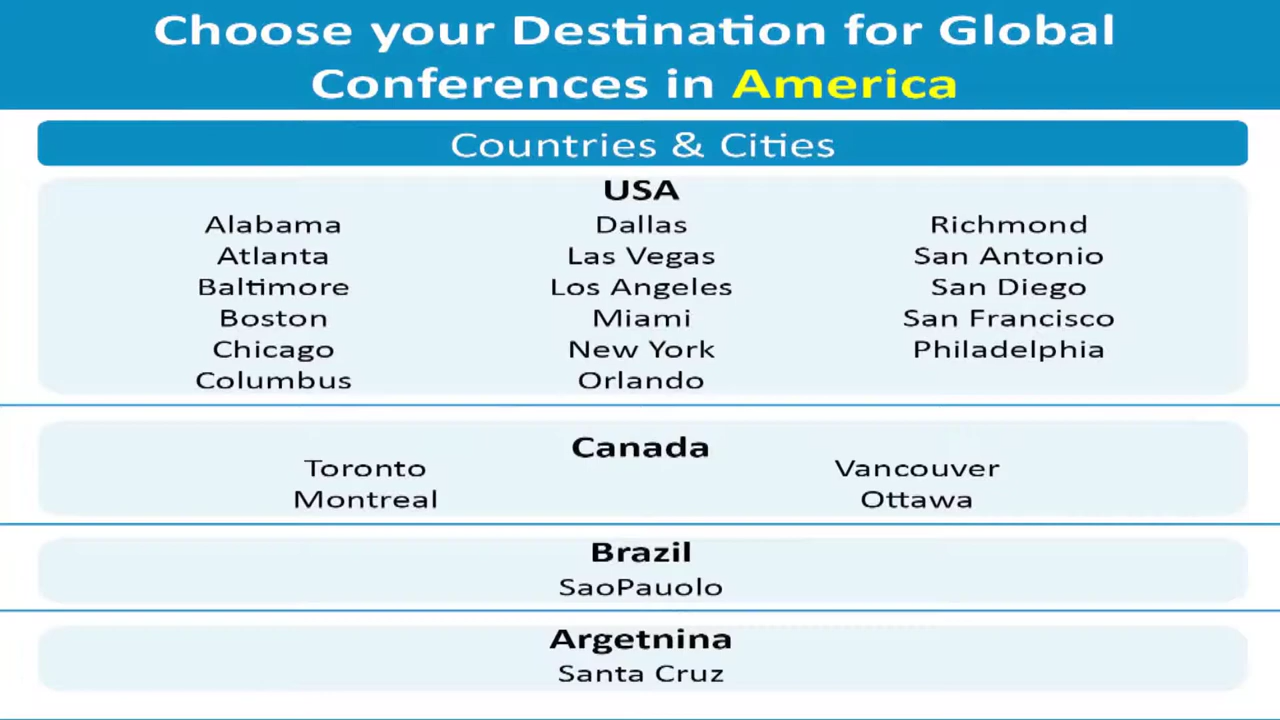 Choose your Destination for Global
Conferences in America
Countries & Cities
USA
Alabama
Atlanta
Baltimore
Boston
Chicago
Columbus
Dallas
Las Vegas
Los Angeles
Miami
New York
Orlando
Richmond
San Antonio
San Diego
San Francisco
Philadelphia
Canada
Toronto
Montreal
Vancouver
Ottawa
Brazil
SaoPauolo
Argetnina
Santa Cruz